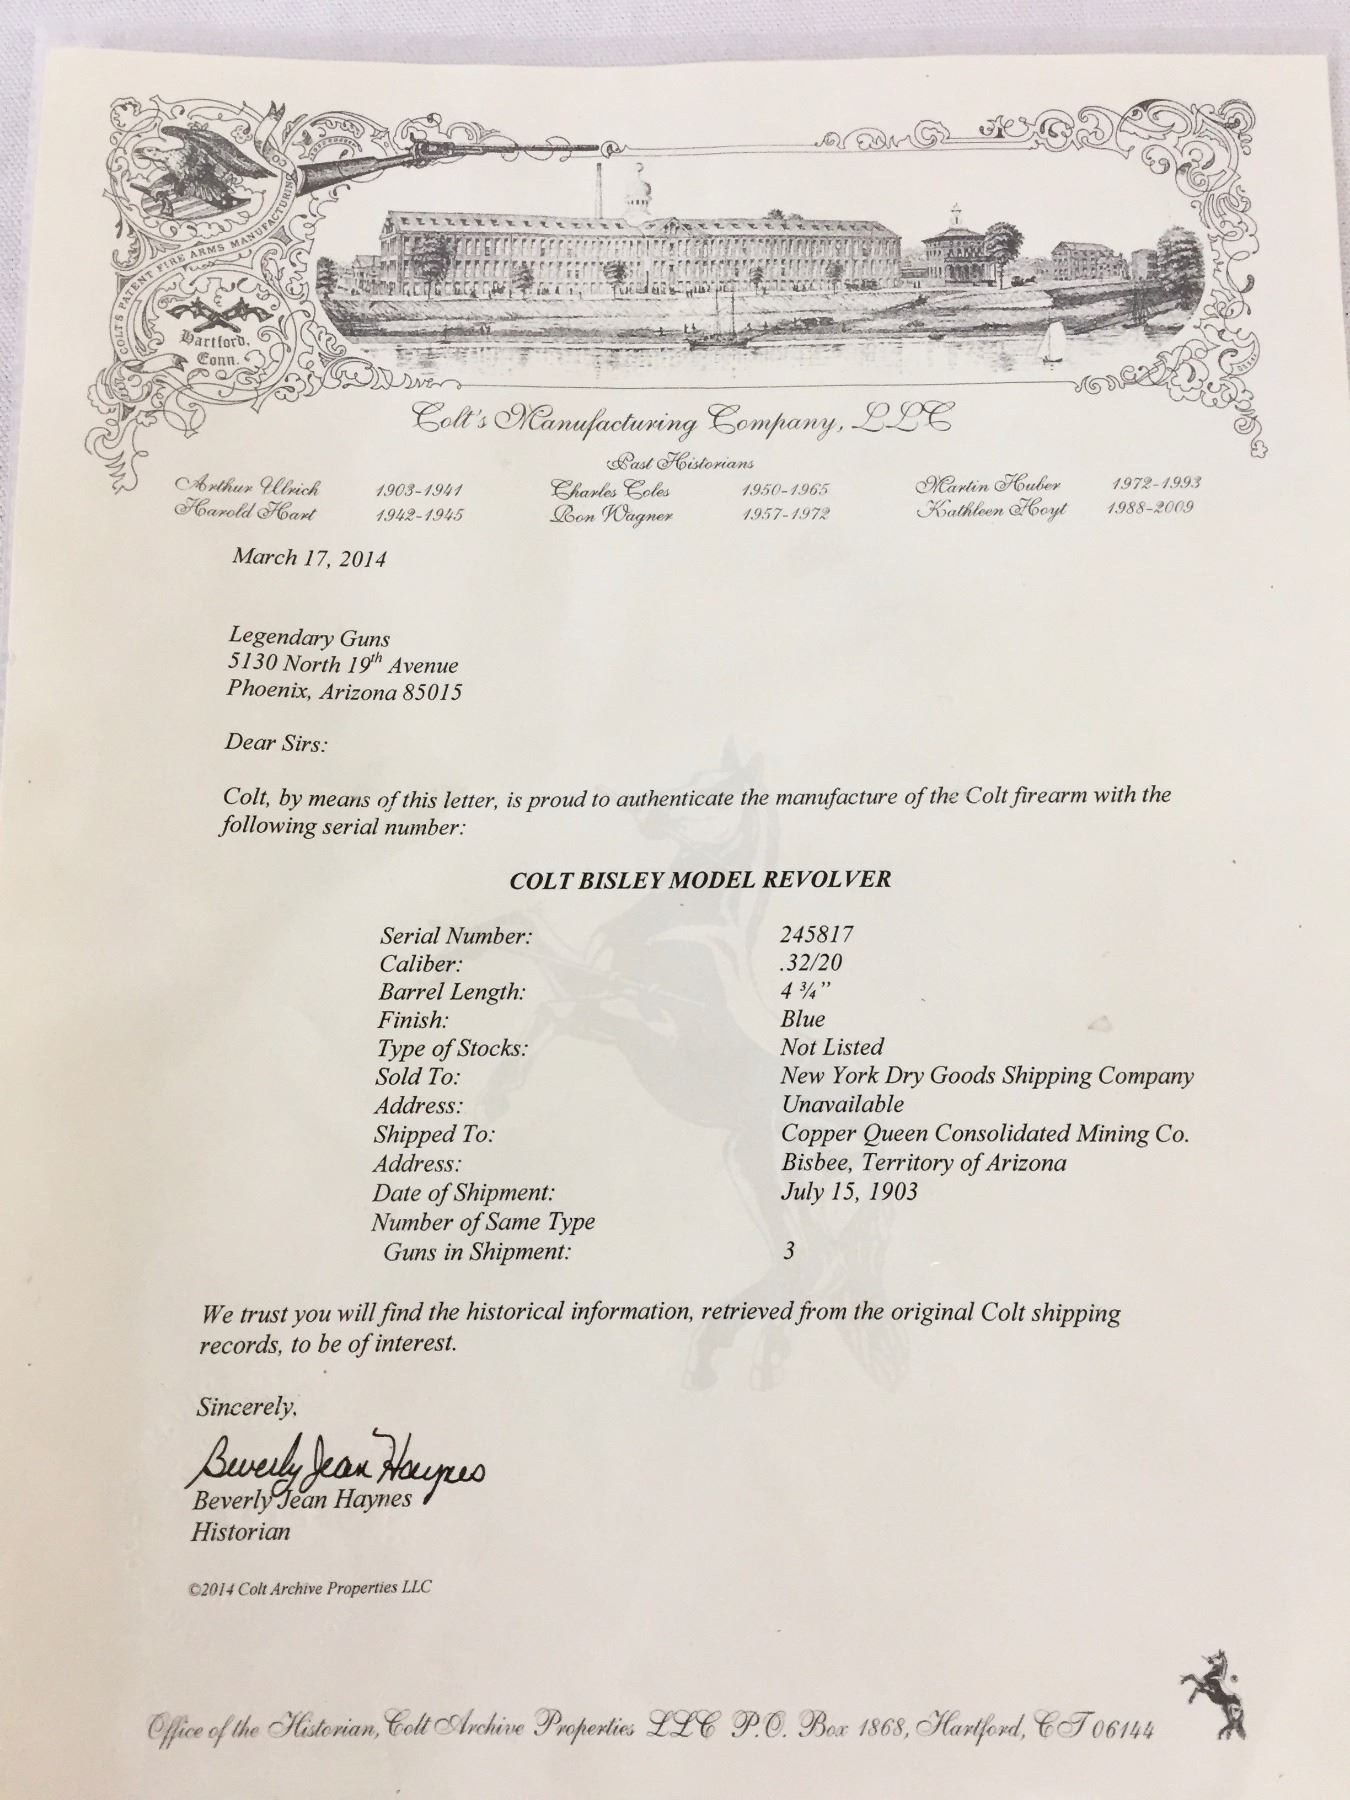 COLTS PATENT FIRE ARMS MANUFACTURING CO
Hartford,
Conn.
Colt's Manufacturing Company, LLC
Past Historians
Arthur Ulrich 1903-1941 Charles Coles 1950-1965 Martin Huber 1972-1993
Harold Hart 1942-1945 Ron Wagner 1957-1972 Kathleen Hoyt 1988-2009
March 17, 2014
Legendary Guns
5130 North 19th Avenue
Phoenix, Arizona 85015
Dear Sirs:
Colt, by means of this letter, is proud to authenticate the manufacture of the Colt firearm with the
following serial number:
COLT BISLEY MODEL REVOLVER
Serial Number: 245817
Caliber: .32/20
Barrel Length: 4 ¾”
Finish: Blue
Type of Stocks: Not Listed
Sold To: New York Dry Goods Shipping Company
Address: Unavailable
Shipped To: Copper Queen Consolidated Mining Co.
Address: Bisbee, Territory of Arizona
Date of Shipment: July 15, 1903
Number of Same Type
Guns in Shipment: 3
We trust you will find the historical information, retrieved from the original Colt shipping
records, to be of interest.
Sincerely,
Beverly Jean Haynes
Beverly Jean Haynes
Historian
©2014 Colt Archive Properties LLC
Office of the Historian, Colt Archive Properties LLC P.O. Box 1868, Hartford, CT 06144